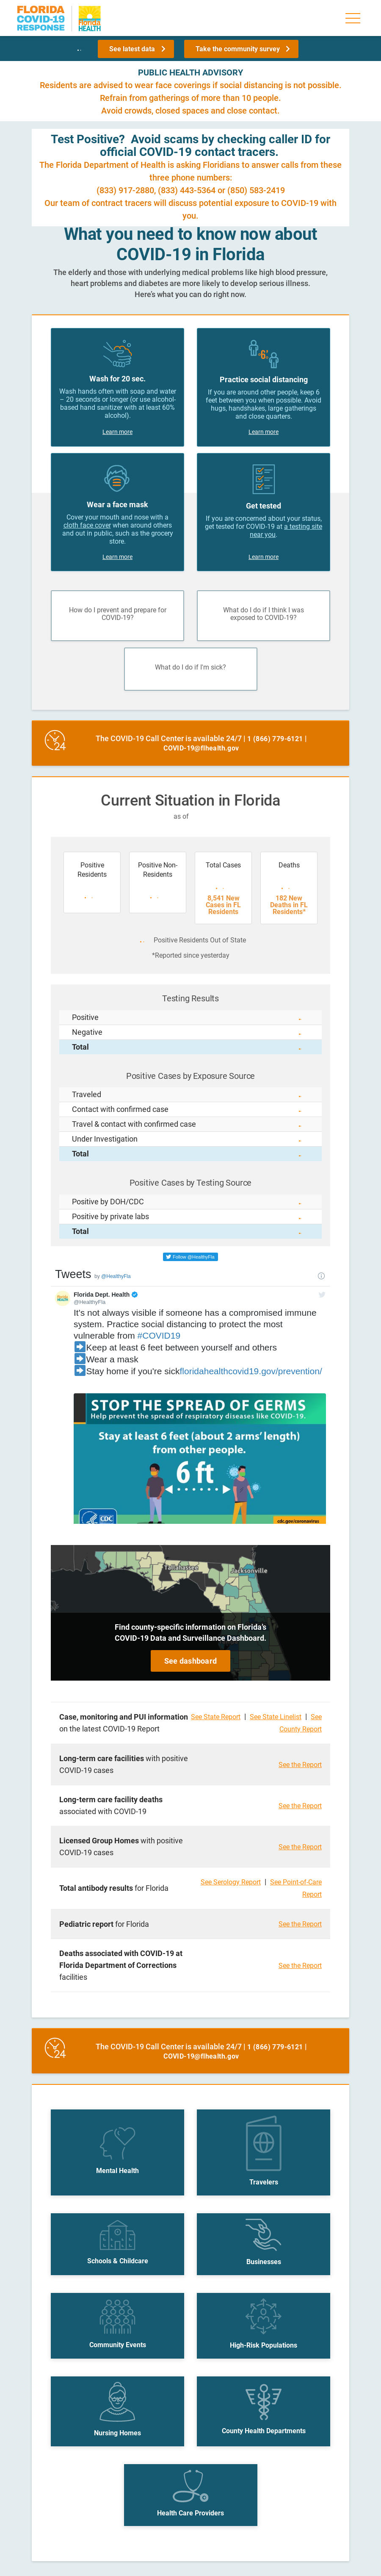 FLORIDA
COVID-19
RESPONSE
Florida
HEALTH
See latest data
Take the community survey
PUBLIC HEALTH ADVISORY
Residents are advised to wear face coverings if social distancing is not possible.
Refrain from gatherings of more than 10 people.
Avoid crowds, closed spaces and close contact.
Test Positive?  Avoid scams by checking caller ID for
official COVID-19 contact tracers.
The Florida Department of Health is asking Floridians to answer calls from these
three phone numbers:
(833) 917-2880, (833) 443-5364 or (850) 583-2419
Our team of contract tracers will discuss potential exposure to COVID-19 with
you.
What you need to know now about
COVID-19 in Florida
The elderly and those with underlying medical problems like high blood pressure,
heart problems and diabetes are more likely to develop serious illness.
Here's what you can do right now.
Wash for 20 sec.
Wash hands often with soap and water
– 20 seconds or longer (or use alcohol-
based hand sanitizer with at least 60%
alcohol).
Learn more
6'
Practice social distancing
If you are around other people, keep 6
feet between you when possible. Avoid
hugs, handshakes, large gatherings
and close quarters.
Learn more
Wear a face mask
Cover your mouth and nose with a
cloth face cover when around others
and out in public, such as the grocery
store.
Learn more
Get tested
If you are concerned about your status,
get tested for COVID-19 at a testing site
near you.
Learn more
How do I prevent and prepare for
COVID-19?
What do I do if I think I was
exposed to COVID-19?
What do I do if I'm sick?
24
The COVID-19 Call Center is available 24/7 | 1 (866) 779-6121 |
COVID-19@flhealth.gov
Current Situation in Florida
as of
Positive
Residents
Positive Non-
Residents
Total Cases
8,541 New
Cases in FL
Residents
Deaths
182 New
Deaths in FL
Residents*
Positive Residents Out of State
*Reported since yesterday
Testing Results
Positive
Negative
Total
Positive Cases by Exposure Source
Traveled
Contact with confirmed case
Travel & contact with confirmed case
Under Investigation
Total
Positive Cases by Testing Source
Positive by DOH/CDC
Positive by private labs
Total
Follow @HealthyFla
Tweets by @HealthyFla
Florida Dept. Health
@HealthyFla
It's not always visible if someone has a compromised immune
system. Practice social distancing to protect the most
vulnerable from #COVID19
➡Keep at least 6 feet between yourself and others
➡Wear a mask
➡Stay home if you're sickfloridahealthcovid19.gov/prevention/
STOP THE SPREAD OF GERMS
Help prevent the spread of respiratory diseases like COVID-19.
Stay at least 6 feet (about 2 arms' length)
from other people.
6 ft
CDC
cdc.gov/coronavirus
Tallahassee
Jacksonville
Find county-specific information on Florida's
COVID-19 Data and Surveillance Dashboard.
See dashboard
Case, monitoring and PUI information
on the latest COVID-19 Report
See State Report | See State Linelist | See
County Report
Long-term care facilities with positive
COVID-19 cases
See the Report
Long-term care facility deaths
associated with COVID-19
See the Report
Licensed Group Homes with positive
COVID-19 cases
See the Report
Total antibody results for Florida
See Serology Report | See Point-of-Care
Report
Pediatric report for Florida
See the Report
Deaths associated with COVID-19 at
Florida Department of Corrections
facilities
See the Report
24
The COVID-19 Call Center is available 24/7 | 1 (866) 779-6121 |
COVID-19@flhealth.gov
Mental Health
Travelers
Schools & Childcare
Businesses
Community Events
High-Risk Populations
Nursing Homes
County Health Departments
Health Care Providers